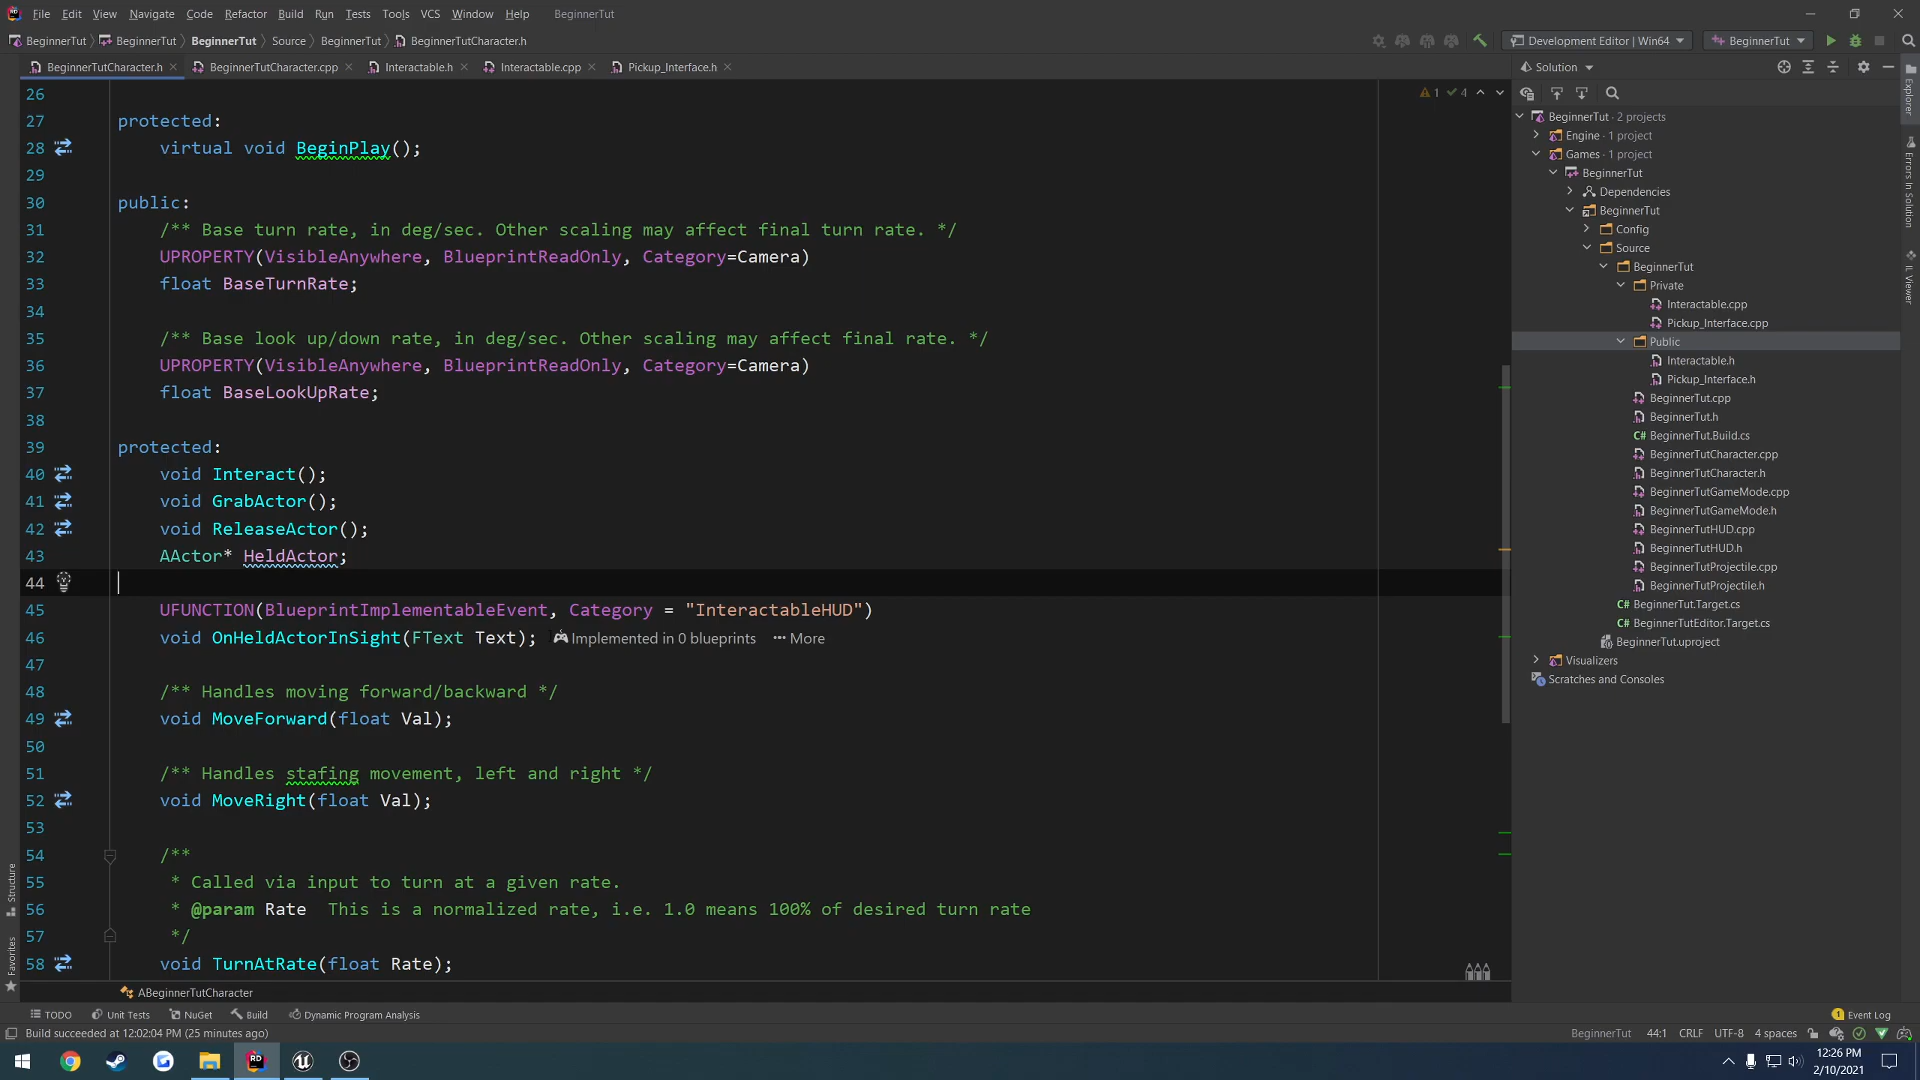 File Edit View Navigate Code Refactor Build Run Tests Tools VCS Window Help BeginnerTut
BeginnerTut BeginnerTut BeginnerTut Source BeginnerTut BeginnerTutCharacter.h Development Editor | Win64 BeginnerTut
BeginnerTutCharacter.h BeginnerTutCharacter.cpp Interactable.h Interactable.cpp Pickup_Interface.h Solution
26
27 protected:
28 virtual void BeginPlay();
29
30 public:
31 /** Base turn rate, in deg/sec. Other scaling may affect final turn rate. */
32 UPROPERTY(VisibleAnywhere, BlueprintReadOnly, Category=Camera)
33 float BaseTurnRate;
34
35 /** Base look up/down rate, in deg/sec. Other scaling may affect final rate. */
36 UPROPERTY(VisibleAnywhere, BlueprintReadOnly, Category=Camera)
37 float BaseLookUpRate;
38
39 protected:
40 void Interact();
41 void GrabActor();
42 void ReleaseActor();
43 AActor* HeldActor;
44
45 UFUNCTION(BlueprintImplementableEvent, Category = "InteractableHUD")
46 void OnHeldActorInSight(FText Text); Implemented in 0 blueprints ··· More
47
48 /** Handles moving forward/backward */
49 void MoveForward(float Val);
50
51 /** Handles stafing movement, left and right */
52 void MoveRight(float Val);
53
54 /**
55 * Called via input to turn at a given rate.
56 * @param Rate This is a normalized rate, i.e. 1.0 means 100% of desired turn rate
57 */
58 void TurnAtRate(float Rate);
1 4
BeginnerTut · 2 projects
Engine · 1 project
Games · 1 project
BeginnerTut
Dependencies
BeginnerTut
Config
Source
BeginnerTut
Private
Interactable.cpp
Pickup_Interface.cpp
Public
Interactable.h
Pickup_Interface.h
BeginnerTut.cpp
BeginnerTut.h
C# BeginnerTut.Build.cs
BeginnerTutCharacter.cpp
BeginnerTutCharacter.h
BeginnerTutGameMode.cpp
BeginnerTutGameMode.h
BeginnerTutHUD.cpp
BeginnerTutHUD.h
BeginnerTutProjectile.cpp
BeginnerTutProjectile.h
C# BeginnerTut.Target.cs
C# BeginnerTutEditor.Target.cs
BeginnerTut.uproject
Visualizers
Scratches and Consoles
Explorer
Errors In Solution
IL Viewer
Structure
Favorites
ABeginnerTutCharacter
TODO Unit Tests NuGet Build Dynamic Program Analysis 1 Event Log
Build succeeded at 12:02:04 PM (25 minutes ago) BeginnerTut 44:1 CRLF UTF-8 4 spaces
RD
12:26 PM
2/10/2021